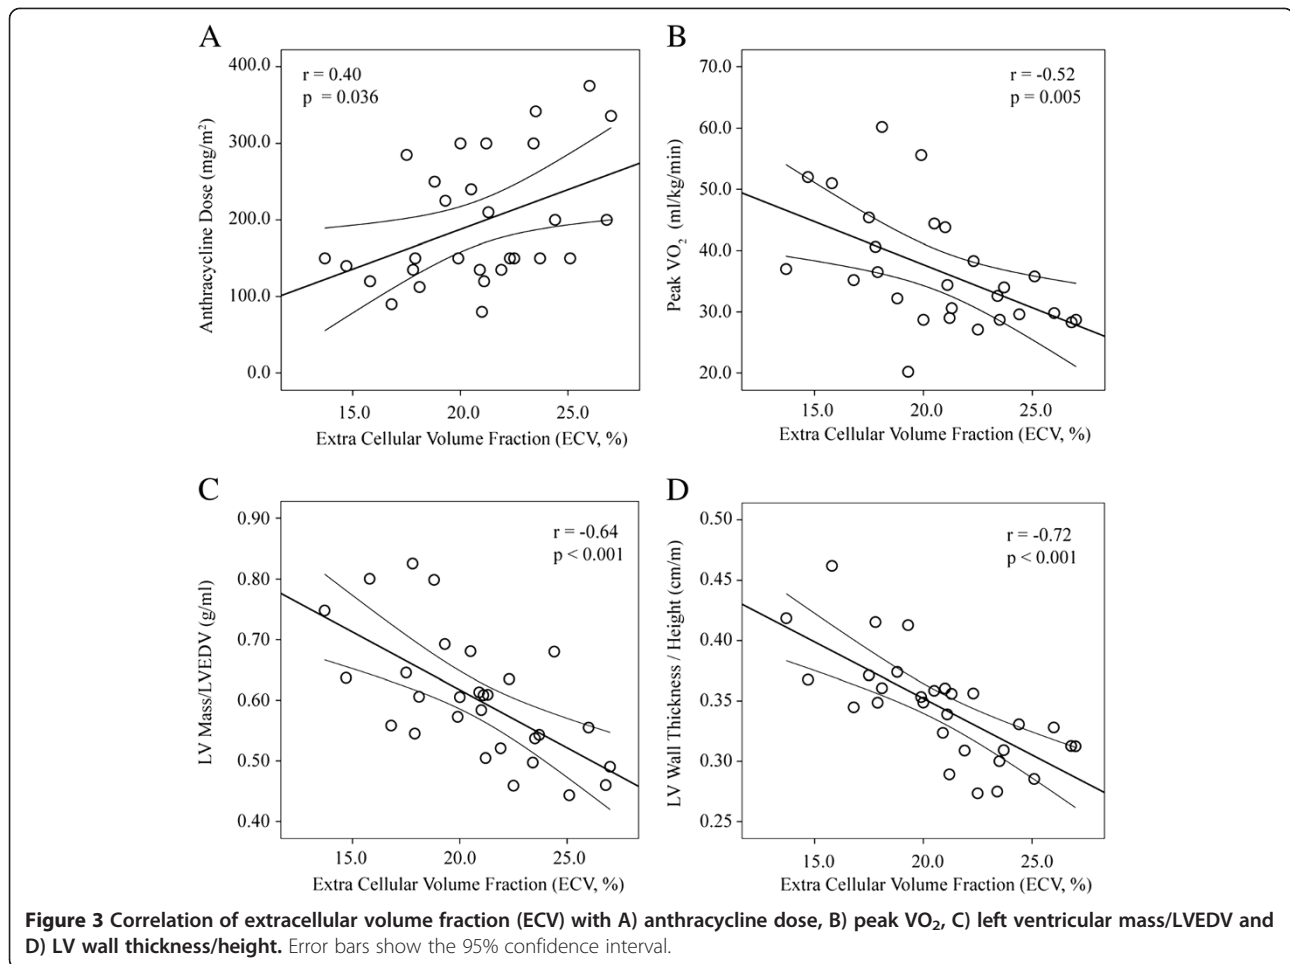 A
r = 0.40
p = 0.036
Anthracycline Dose (mg/m²)
400.0
300.0
200.0
100.0
0.0
15.0 20.0 25.0
Extra Cellular Volume Fraction (ECV, %)
B
r = -0.52
p = 0.005
Peak VO₂ (ml/kg/min)
70.0
60.0
50.0
40.0
30.0
20.0
15.0 20.0 25.0
Extra Cellular Volume Fraction (ECV, %)
C
r = -0.64
p < 0.001
LV Mass/LVEDV (g/ml)
0.90
0.80
0.70
0.60
0.50
0.40
15.0 20.0 25.0
Extra Cellular Volume Fraction (ECV, %)
D
r = -0.72
p < 0.001
LV Wall Thickness / Height (cm/m)
0.50
0.45
0.40
0.35
0.30
0.25
15.0 20.0 25.0
Extra Cellular Volume Fraction (ECV, %)
Figure 3 Correlation of extracellular volume fraction (ECV) with A) anthracycline dose, B) peak VO₂, C) left ventricular mass/LVEDV and
D) LV wall thickness/height. Error bars show the 95% confidence interval.